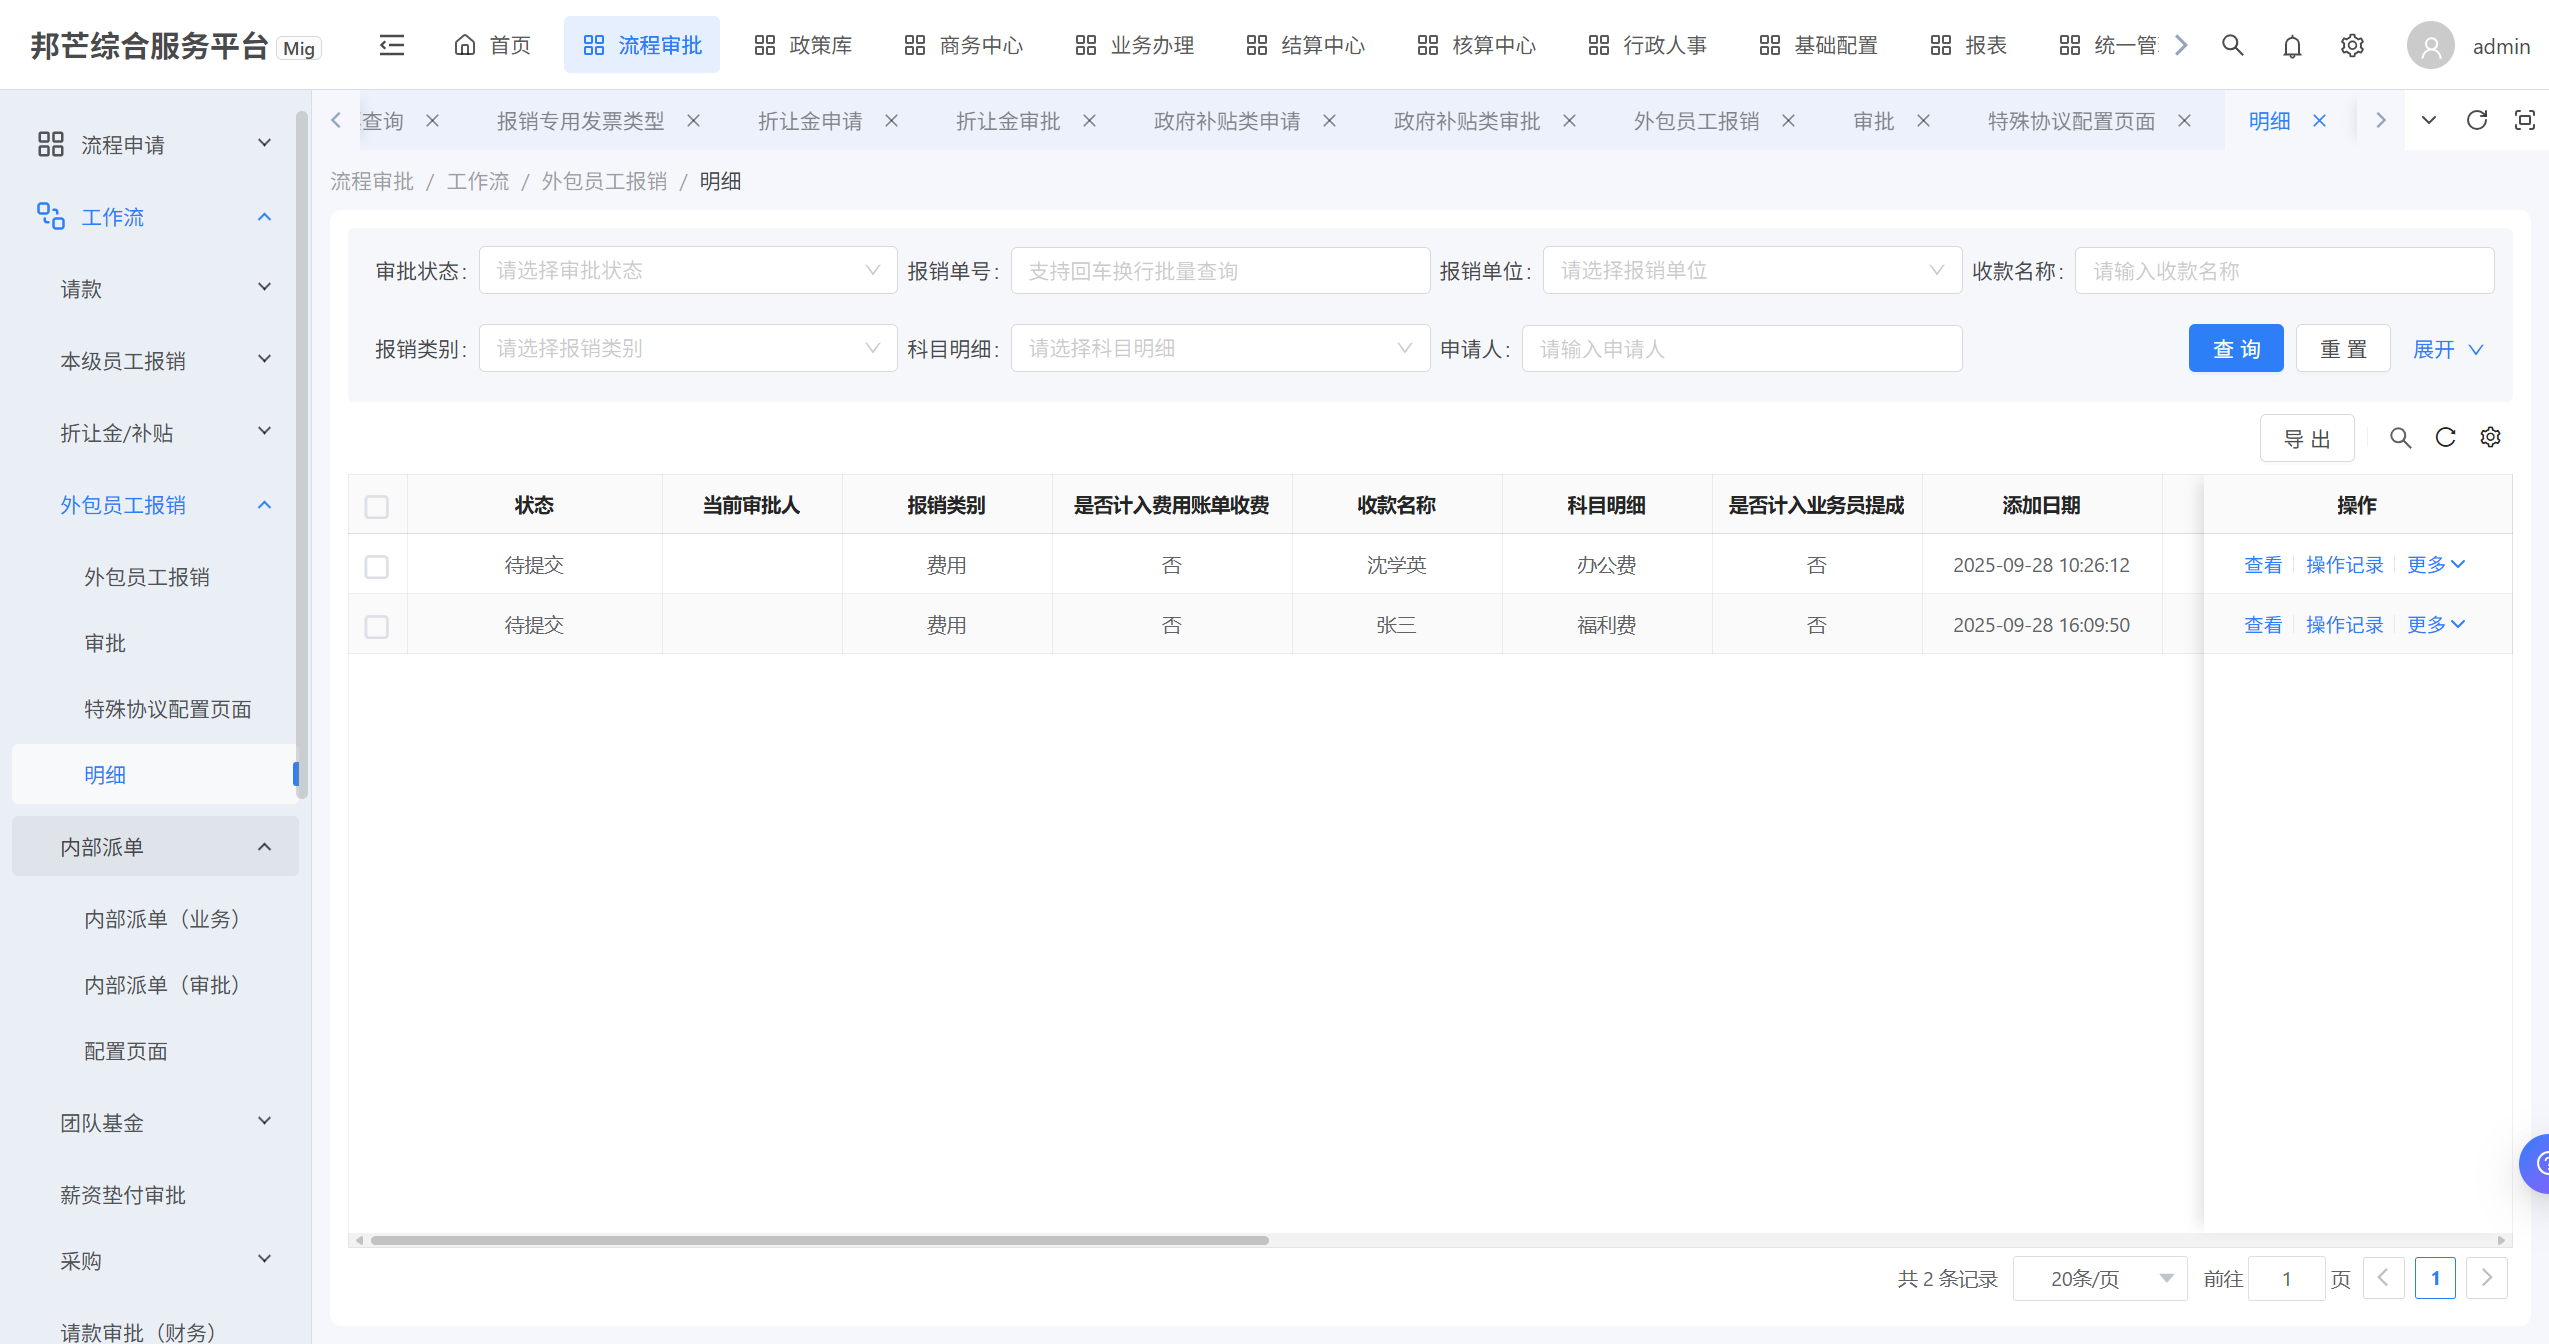 邦芒综合服务平台 Mig
首页 流程审批 政策库 商务中心 业务办理 结算中心 核算中心 行政人事 基础配置 报表 统一管 admin
查询 报销专用发票类型 折让金申请 折让金审批 政府补贴类申请 政府补贴类审批 外包员工报销 审批 特殊协议配置页面 明细
流程审批 / 工作流 / 外包员工报销 / 明细
流程申请
工作流
请款
本级员工报销
折让金/补贴
外包员工报销
外包员工报销
审批
特殊协议配置页面
明细
内部派单
内部派单（业务）
内部派单（审批）
配置页面
团队基金
薪资垫付审批
采购
请款审批（财务）
审批状态: 请选择审批状态 报销单号: 支持回车换行批量查询 报销单位: 请选择报销单位 收款名称: 请输入收款名称
报销类别: 请选择报销类别 科目明细: 请选择科目明细 申请人: 请输入申请人 查 询 重 置 展开
导 出
状态 当前审批人 报销类别 是否计入费用账单收费 收款名称 科目明细 是否计入业务员提成 添加日期 操作
待提交 费用 否 沈学英 办公费 否 2025-09-28 10:26:12 查看 操作记录 更多
待提交 费用 否 张三 福利费 否 2025-09-28 16:09:50 查看 操作记录 更多
共 2 条记录 20条/页 前往 1 页 1